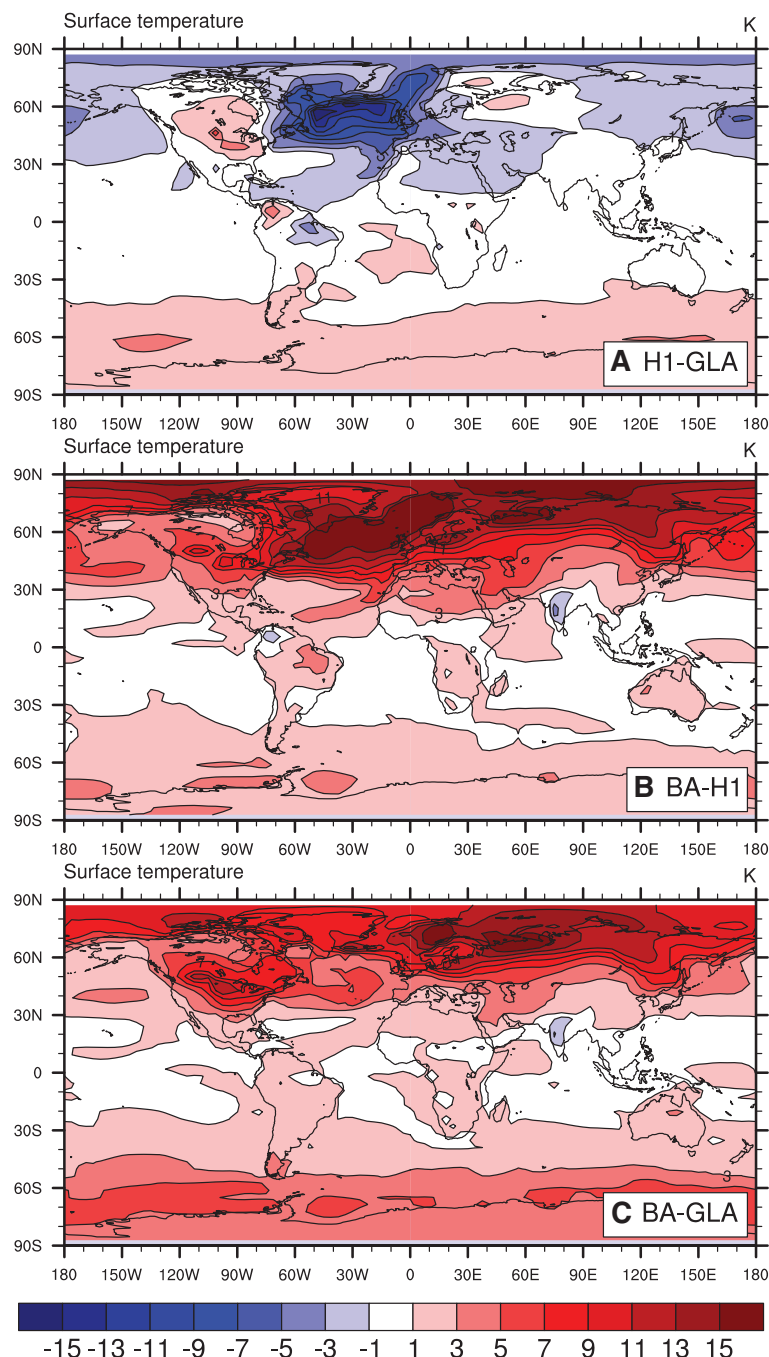 Surface temperature K
90N
60N
30N
0
30S
60S
90S
A H1-GLA
180 150W 120W 90W 60W 30W 0 30E 60E 90E 120E 150E 180
Surface temperature K
90N
11
60N
30N
3
3
0
30S
60S
90S
B BA-H1
180 150W 120W 90W 60W 30W 0 30E 60E 90E 120E 150E 180
Surface temperature K
90N
60N
30N
0
30S
60S
3
90S
C BA-GLA
180 150W 120W 90W 60W 30W 0 30E 60E 90E 120E 150E 180
-15 -13 -11 -9 -7 -5 -3 -1 1 3 5 7 9 11 13 15